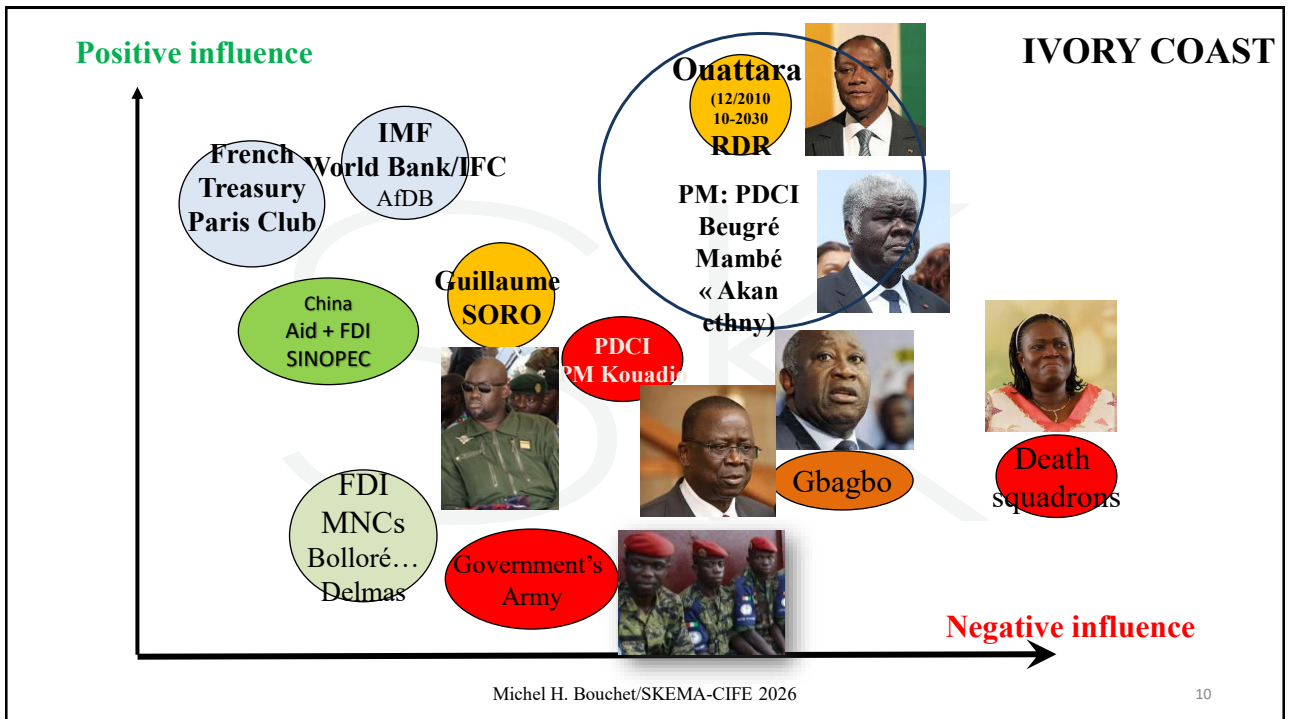 Positive influence
IVORY COAST
French
Treasury
Paris Club
IMF
World Bank/IFC
AfDB
Ouattara
(12/2010
10-2030
RDR
PM: PDCI
Beugré
Mambé
« Akan
ethny)
China
Aid + FDI
SINOPEC
Guillaume
SORO
PDCI
PM Kouadio
Gbagbo
Death
squadrons
FDI
MNCs
Bolloré…
Delmas
Government's
Army
Negative influence
Michel H. Bouchet/SKEMA-CIFE 2026
10